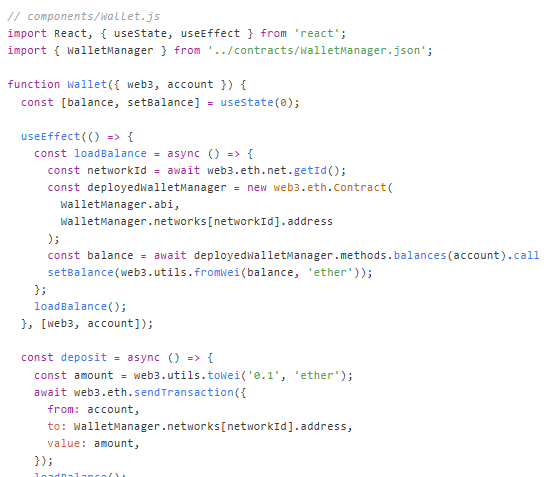 // components/Wallet.js
import React, { useState, useEffect } from 'react';
import { WalletManager } from '../contracts/WalletManager.json';

function Wallet({ web3, account }) {
  const [balance, setBalance] = useState(0);

  useEffect(() => {
    const loadBalance = async () => {
      const networkId = await web3.eth.net.getId();
      const deployedWalletManager = new web3.eth.Contract(
        WalletManager.abi,
        WalletManager.networks[networkId].address
      );
      const balance = await deployedWalletManager.methods.balances(account).call
      setBalance(web3.utils.fromWei(balance, 'ether'));
    };
    loadBalance();
  }, [web3, account]);

  const deposit = async () => {
    const amount = web3.utils.toWei('0.1', 'ether');
    await web3.eth.sendTransaction({
      from: account,
      to: WalletManager.networks[networkId].address,
      value: amount,
    });
    loadBalance();